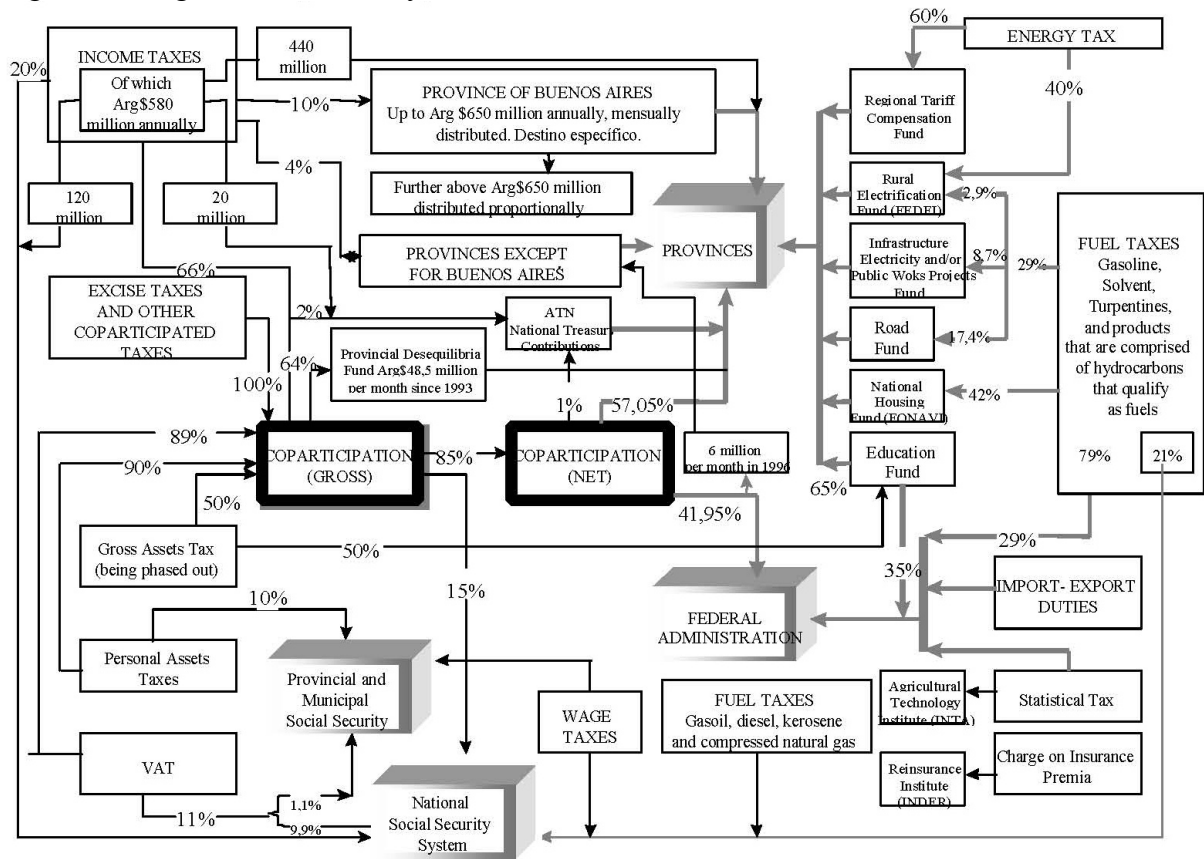 60%
ENERGY TAX
440
million
INCOME TAXES
20%
Of which
Arg$580
million annually
10%
PROVINCE OF BUENOS AIRES
Up to Arg $650 million annually, mensually
distributed. Destino específico.
Regional Tariff
Compensation
Fund
40%
4%
120
million
20
million
Further above Arg$650 million
distributed proportionally
PROVINCES
Rural
Electrification
Fund (FEDEI)
2,9%
PROVINCES EXCEPT
FOR BUENOS AIRES
Infrastructure
Electricity and/or
Public Woks Projects
Fund
8,7%
29%
FUEL TAXES
Gasoline,
Solvent,
Turpentines,
and products
that are comprised
of hydrocarbons
that qualify
as fuels
79%
21%
66%
EXCISE TAXES
AND OTHER
COPARTICIPATED
TAXES
2%
ATN
National Treasury
Contributions
Road
Fund
17,4%
Provincial Desequilibria
Fund Arg$48,5 million
per month since 1993
64%
100%
National
Housing
Fund (FONAVI)
42%
1%
57,05%
89%
90%
COPARTICIPATION
(GROSS)
85%
COPARTICIPATION
(NET)
6 million
per month in 1996
Education
Fund
65%
50%
41,95%
Gross Assets Tax
(being phased out)
50%
29%
35%
15%
IMPORT- EXPORT
DUTIES
10%
FEDERAL
ADMINISTRATION
Personal Assets
Taxes
Provincial and
Municipal
Social Security
WAGE
TAXES
FUEL TAXES
Gasoil, diesel, kerosene
and compressed natural gas
Agricultural
Technology
Institute (INTA)
Statistical Tax
VAT
Reinsurance
Institute
(INDER)
Charge on Insurance
Premia
11%
1,1%
9,9%
National
Social Security
System